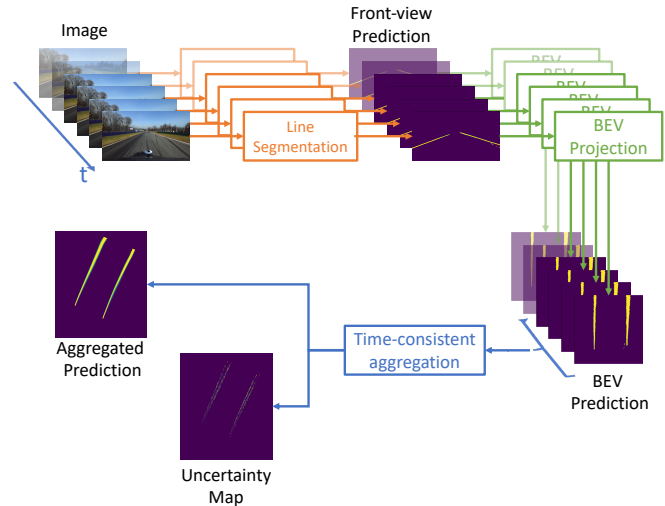 Image
Front-view
Prediction
BEV
BEV
BEV
BEV
Line
Segmentation
BEV
Projection
t
Aggregated
Prediction
Time-consistent
aggregation
BEV
Prediction
Uncertainty
Map